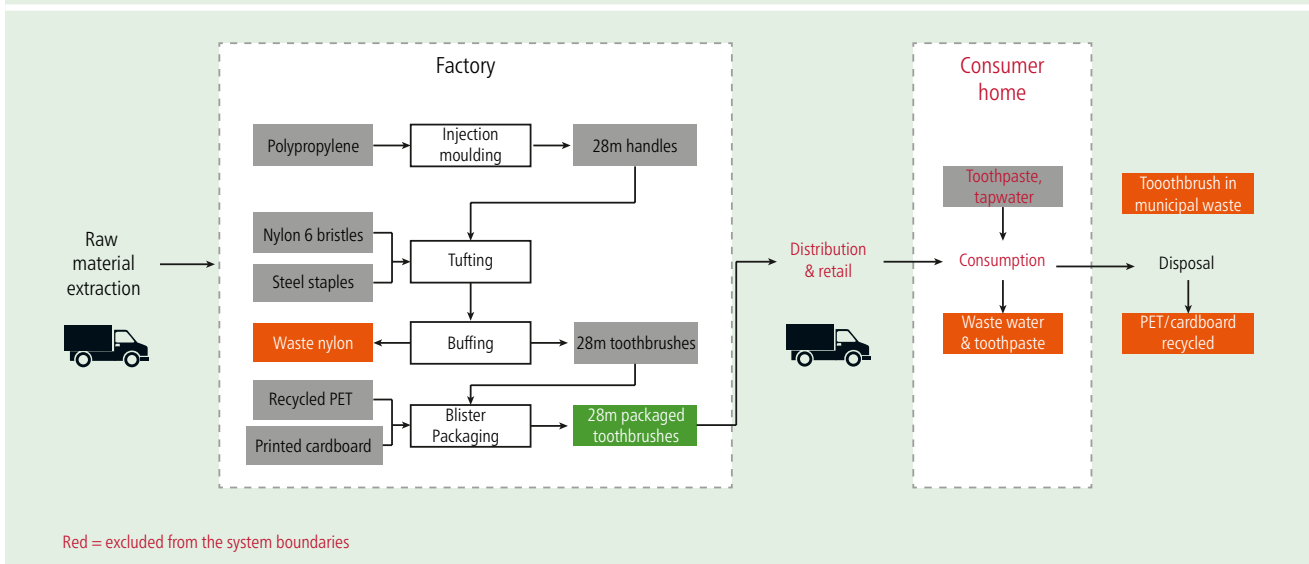 Factory
Consumer
home
Polypropylene
Injection
moulding
28m handles
Toothpaste,
tapwater
Tooothbrush in
municipal waste
Raw
material
extraction
Nylon 6 bristles
Steel staples
Tufting
Distribution
& retail
Consumption
Disposal
Waste nylon
Buffing
28m toothbrushes
Waste water
& toothpaste
PET/cardboard
recycled
Recycled PET
Printed cardboard
Blister
Packaging
28m packaged
toothbrushes
Red = excluded from the system boundaries